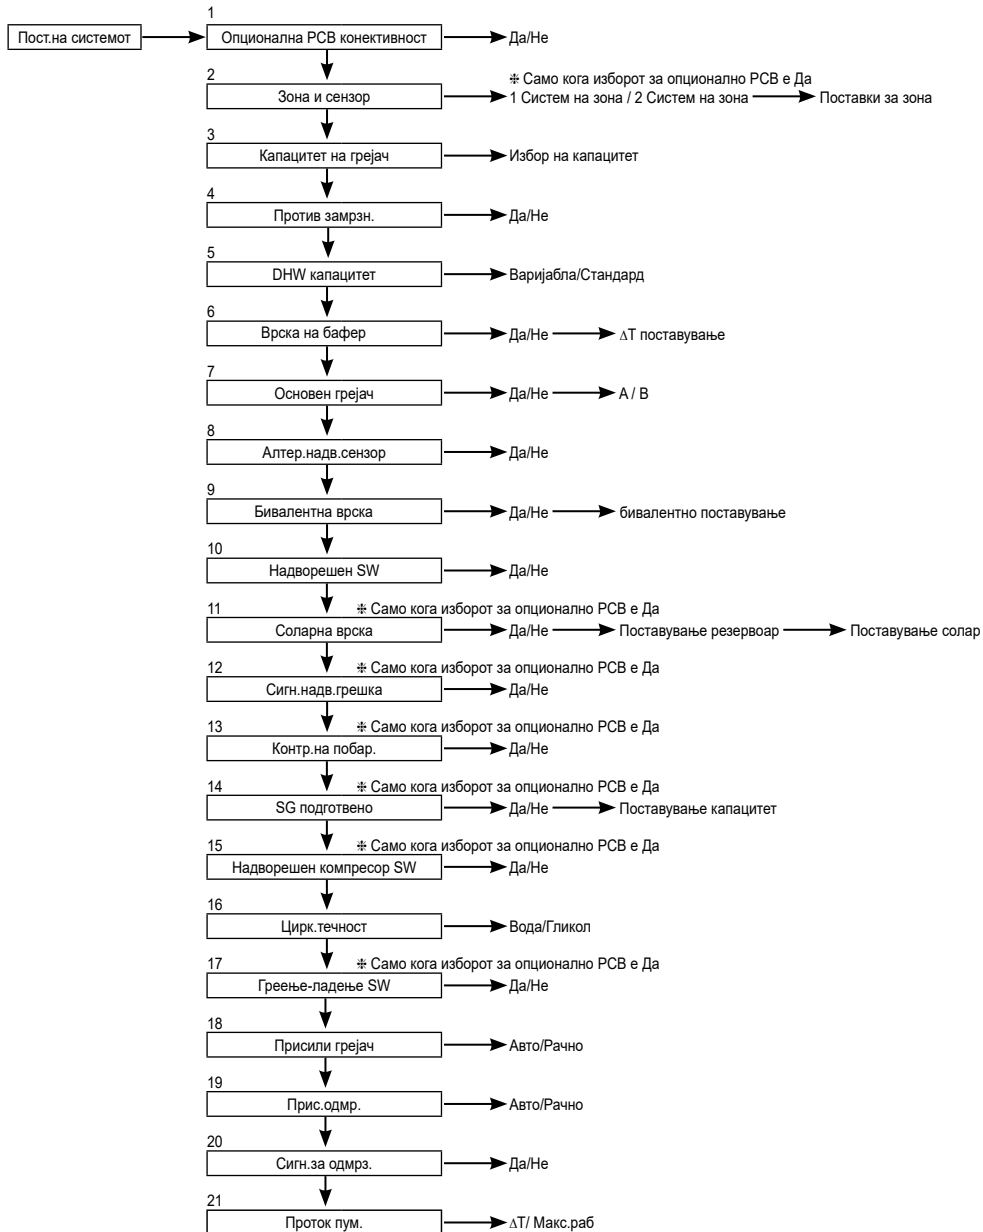 1
Пост.на системот
Опционална PCB конективност
Да/Не
2
⁜ Само кога изборот за опционално PCB е Да
Зона и сензор
1 Систем на зона / 2 Систем на зона
Поставки за зона
3
Капацитет на грејач
Избор на капацитет
4
Против замрзн.
Да/Не
5
DHW капацитет
Варијабла/Стандард
6
Врска на бафер
Да/Не
∆T поставување
7
Основен грејач
Да/Не
A / B
8
Алтер.надв.сензор
Да/Не
9
Бивалентна врска
Да/Не
бивалентно поставување
10
Надворешен SW
Да/Не
11
⁜ Само кога изборот за опционално PCB е Да
Соларна врска
Да/Не
Поставување резервоар
Поставување солар
12
⁜ Само кога изборот за опционално PCB е Да
Сигн.надв.грешка
Да/Не
13
⁜ Само кога изборот за опционално PCB е Да
Контр.на побар.
Да/Не
14
⁜ Само кога изборот за опционално PCB е Да
SG подготвено
Да/Не
Поставување капацитет
15
⁜ Само кога изборот за опционално PCB е Да
Надворешен компресор SW
Да/Не
16
Цирк.течност
Вода/Гликол
17
⁜ Само кога изборот за опционално PCB е Да
Греење-ладење SW
Да/Не
18
Присили грејач
Авто/Рачно
19
Прис.одмр.
Авто/Рачно
20
Сигн.за одмрз.
Да/Не
21
Проток пум.
∆T/ Макс.раб